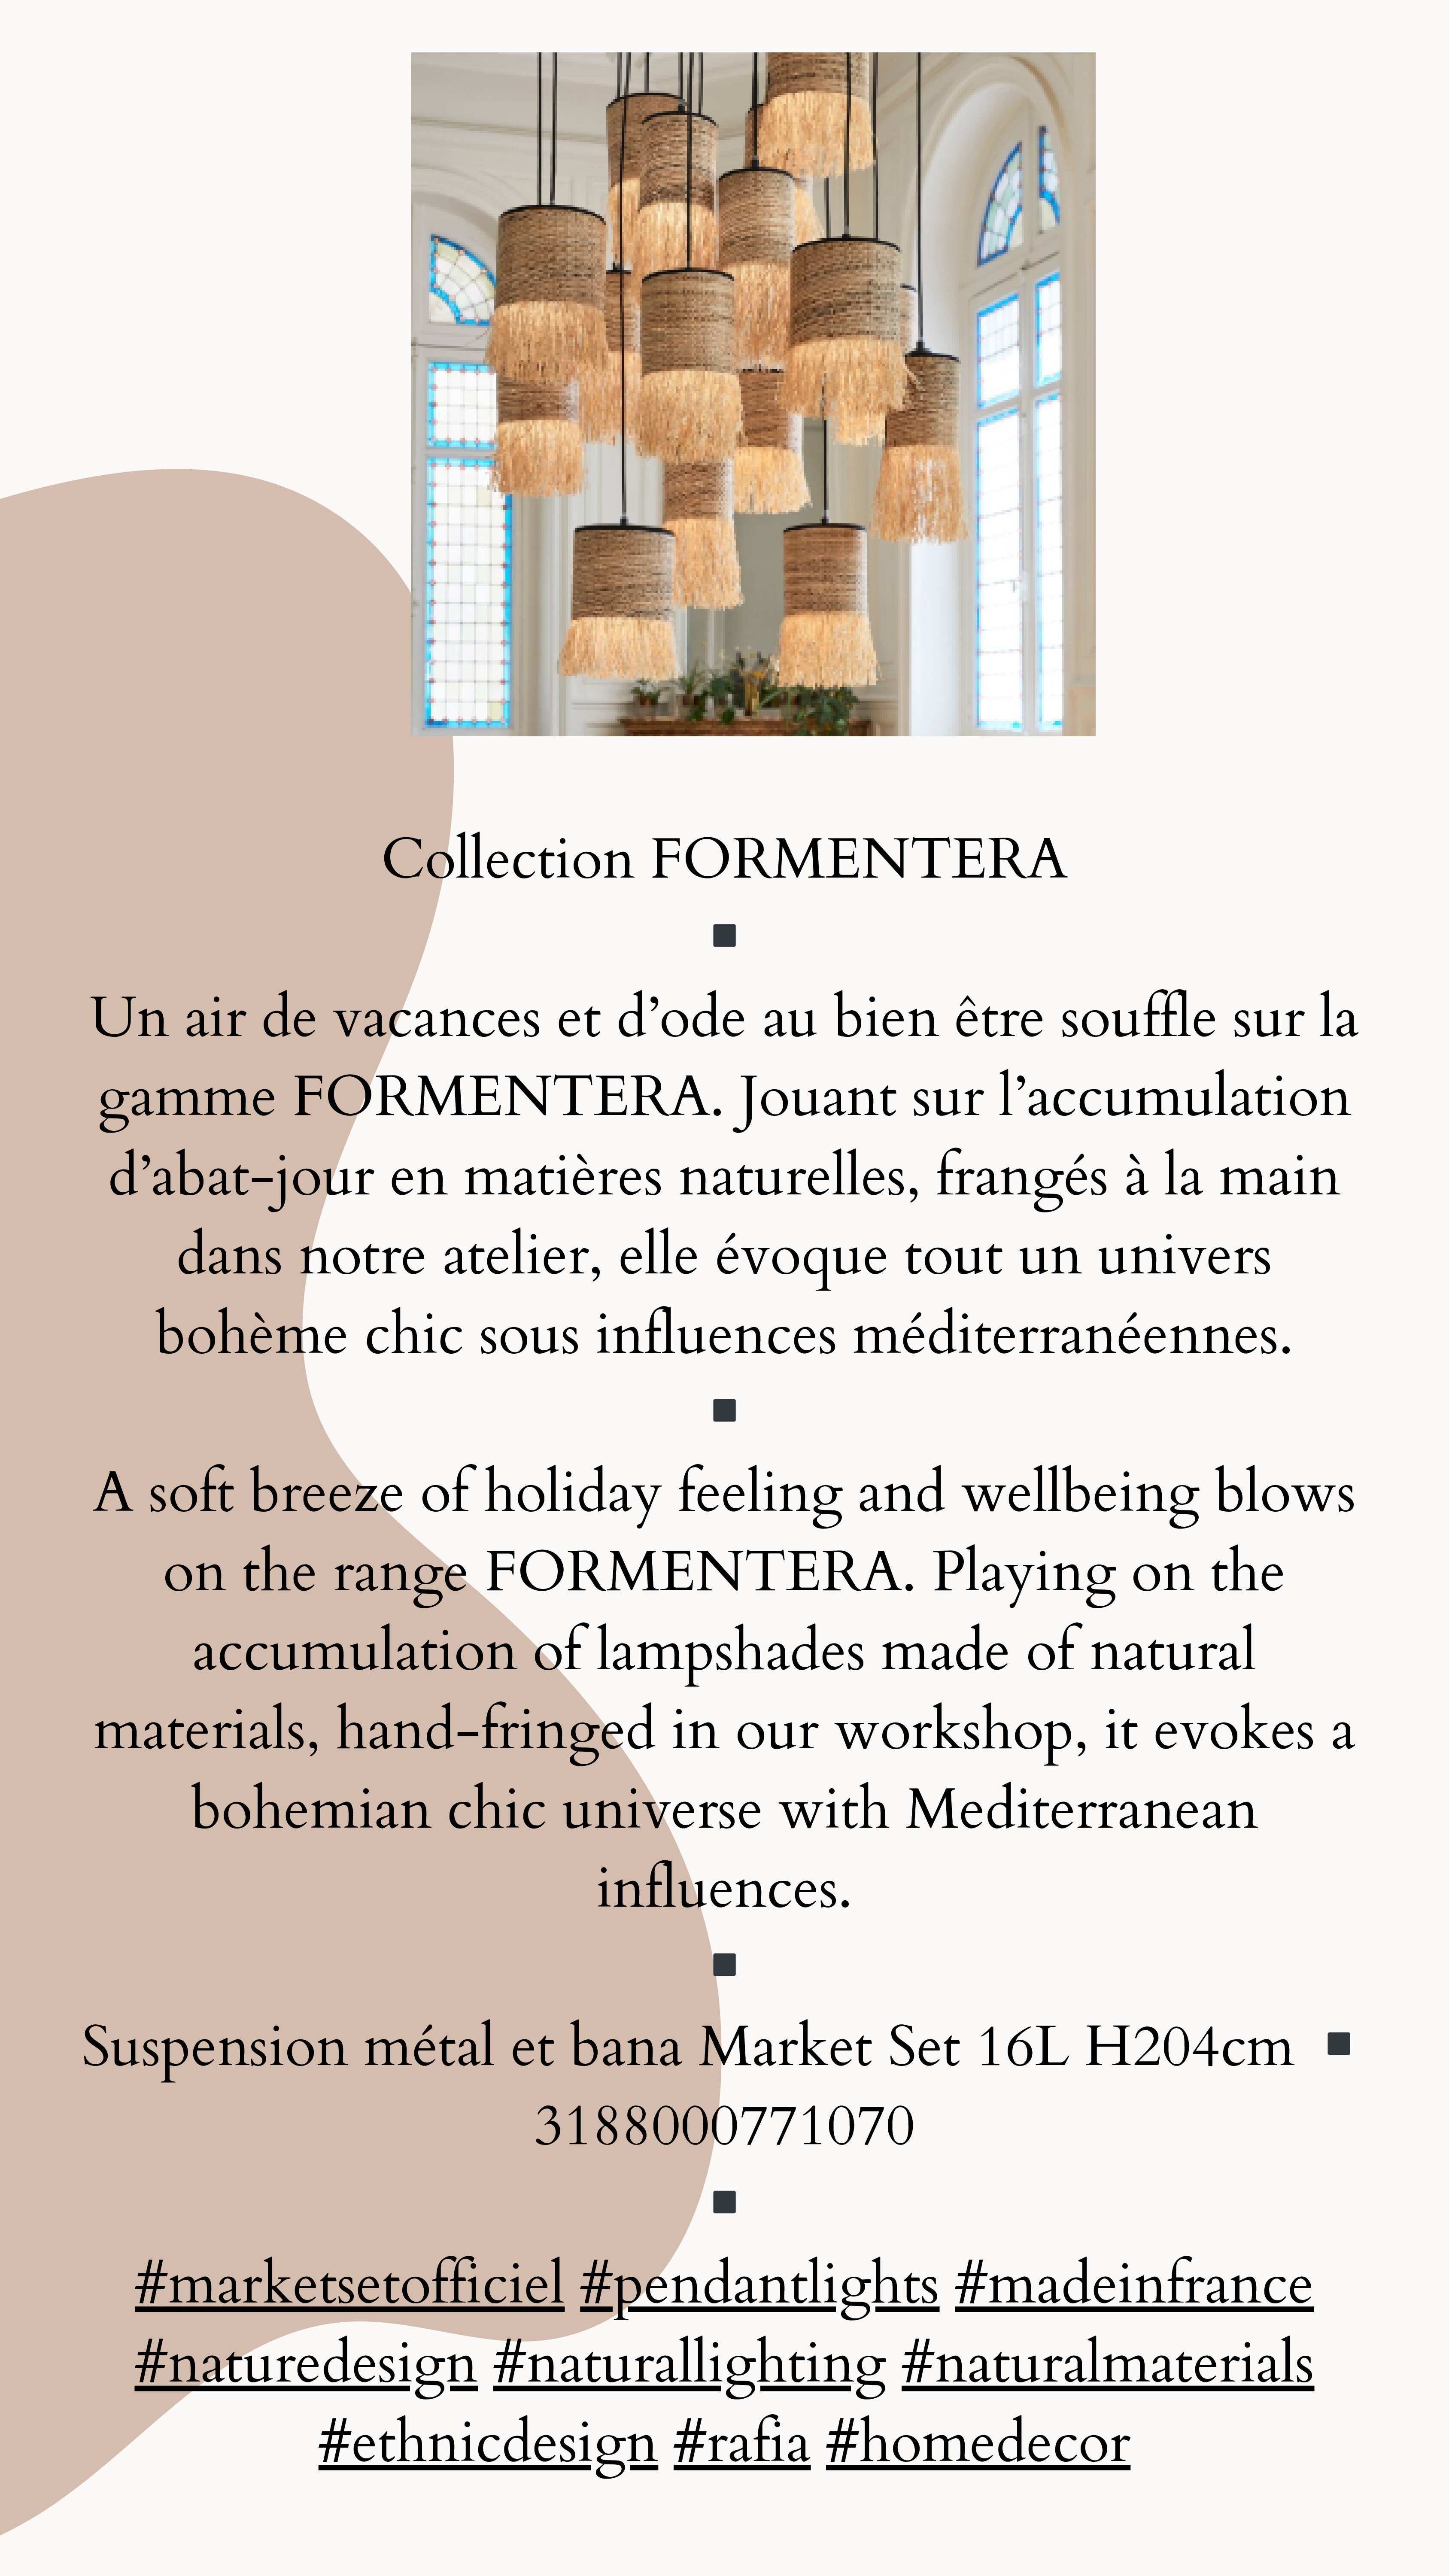 Collection FORMENTERA
▪
Un air de vacances et d’ode au bien être souffle sur la
gamme FORMENTERA. Jouant sur l’accumulation
d’abat-jour en matières naturelles, frangés à la main
dans notre atelier, elle évoque tout un univers
bohème chic sous influences méditerranéennes.
▪
A soft breeze of holiday feeling and wellbeing blows
on the range FORMENTERA. Playing on the
accumulation of lampshades made of natural
materials, hand-fringed in our workshop, it evokes a
bohemian chic universe with Mediterranean
influences.
▪
Suspension métal et bana Market Set 16L H204cm ▪
3188000771070
▪
#marketsetofficiel #pendantlights #madeinfrance
#naturedesign #naturallighting #naturalmaterials
#ethnicdesign #rafia #homedecor